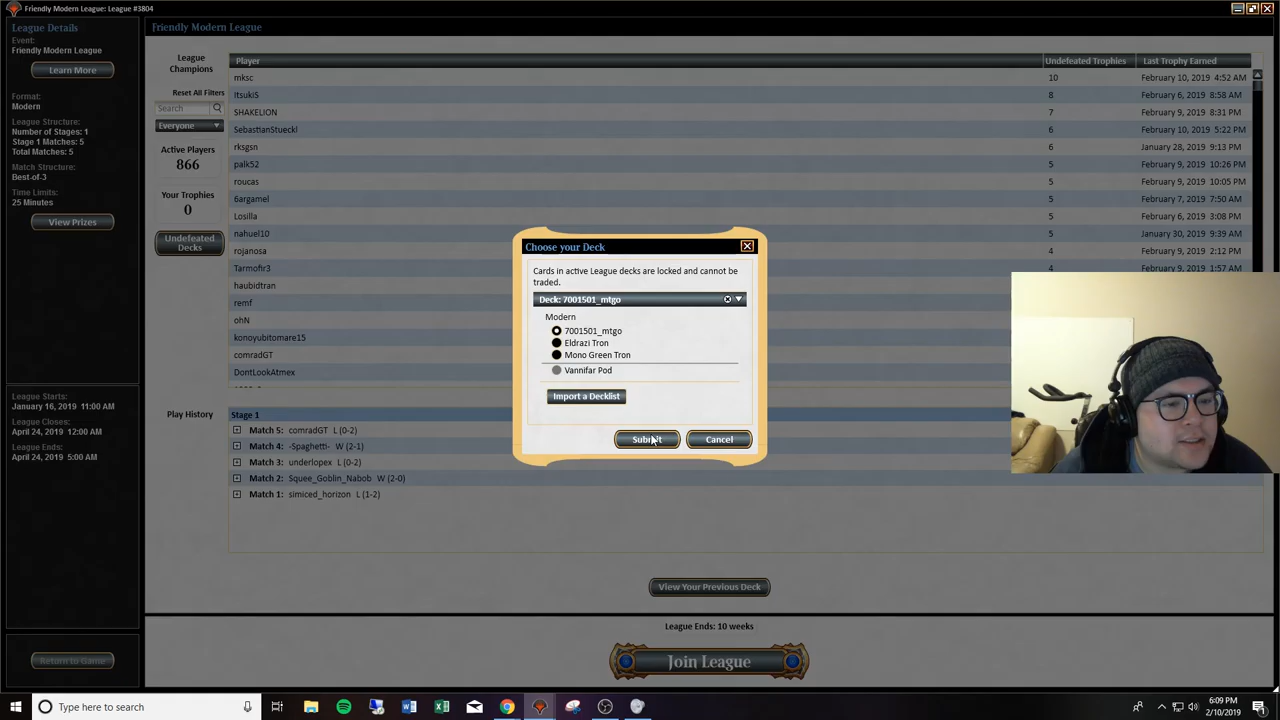 Friendly Modern League: League #3804
League Details
Event:
Friendly Modern League
Learn More
Format:
Modern
League Structure:
Number of Stages: 1
Stage 1 Matches: 5
Total Matches: 5
Match Structure:
Best-of-3
Time Limits:
25 Minutes
View Prizes
League Starts:
January 16, 2019 11:00 AM
League Closes:
April 24, 2019 12:00 AM
League Ends:
April 24, 2019 5:00 AM
Return to Game
Friendly Modern League
League
Champions
Reset All Filters
Search
Everyone
Active Players
866
Your Trophies
0
Undefeated
Decks
Player Undefeated Trophies Last Trophy Earned
mksc 10 February 10, 2019 4:52 AM
ItsukiS 8 February 6, 2019 8:58 AM
SHAKELION 7 February 9, 2019 8:11 PM
SebastianStueckl 6 February 10, 2019 5:22 PM
rksgsn 6 January 28, 2019 9:13 PM
palk52 5 February 9, 2019 10:26 PM
roucas 5 February 9, 2019 10:05 PM
6argamel 5 February 7, 2019 7:50 AM
Losilla 5 February 6, 2019 3:08 PM
nahuel10 5 January 30, 2019 9:39 AM
rojanosa 4 February 9, 2019 2:12 PM
Tarmofir3 4 February 9, 2019 1:57 AM
haubidtran
remf
ohN
konoyubitomare15
comradGT
DontLookAtmex
Choose your Deck
Cards in active League decks are locked and cannot be
traded.
Deck: 7001501_mtgo
Modern
7001501_mtgo
Eldrazi Tron
Mono Green Tron
Vannifar Pod
Import a Decklist
Submit Cancel
Play History
Stage 1
Match 5: comradGT L (0-2)
Match 4: -Spaghetti- W (2-1)
Match 3: underlopex L (0-2)
Match 2: Squee_Goblin_Nabob W (2-0)
Match 1: simiced_horizon L (1-2)
View Your Previous Deck
League Ends: 10 weeks
Join League
Type here to search
6:09 PM
2/10/2019